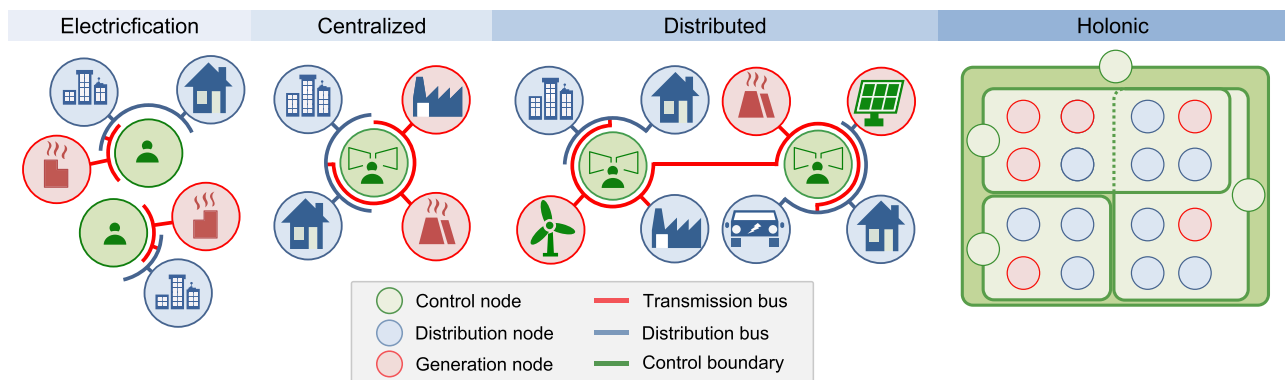 Electricfication
Centralized
Distributed
Holonic
Control node
Transmission bus
Distribution node
Distribution bus
Generation node
Control boundary